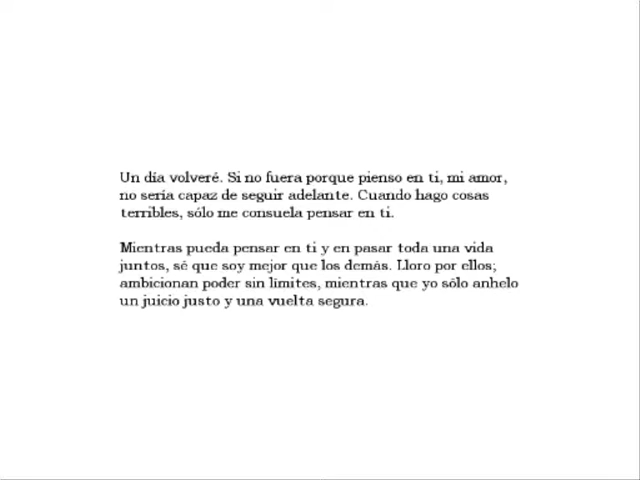 Un día volveré. Si no fuera porque pienso en ti, mi amor,
no sería capaz de seguir adelante. Cuando hago cosas
terribles, sólo me consuela pensar en ti.
Mientras pueda pensar en ti y en pasar toda una vida
juntos, sé que soy mejor que los demás. Lloro por ellos;
ambicionan poder sin límites, mientras que yo sólo anhelo
un juicio justo y una vuelta segura.